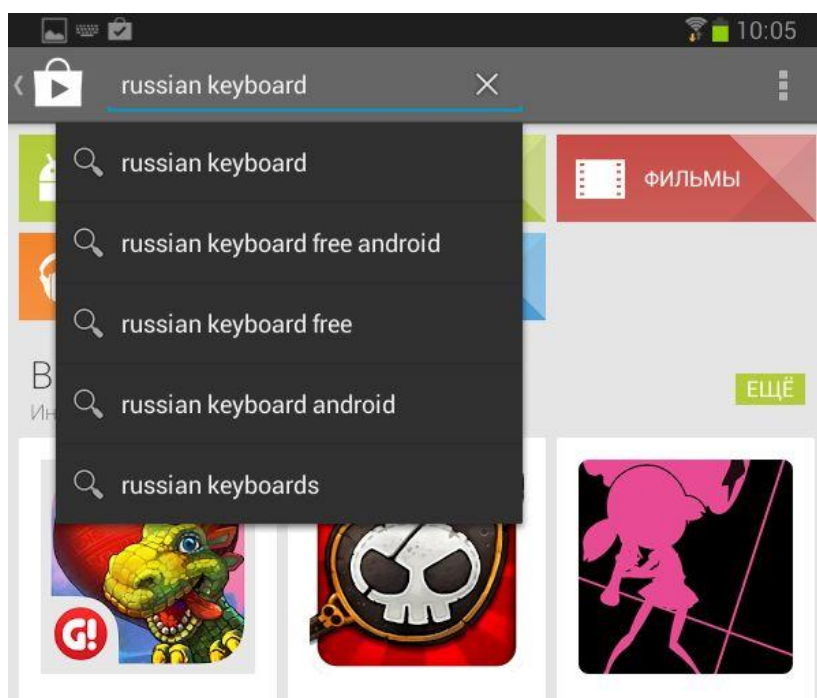 10:05
russian keyboard
russian keyboard
russian keyboard free android
ФИЛЬМЫ
russian keyboard free
russian keyboard android
ЕЩЁ
russian keyboards
G!